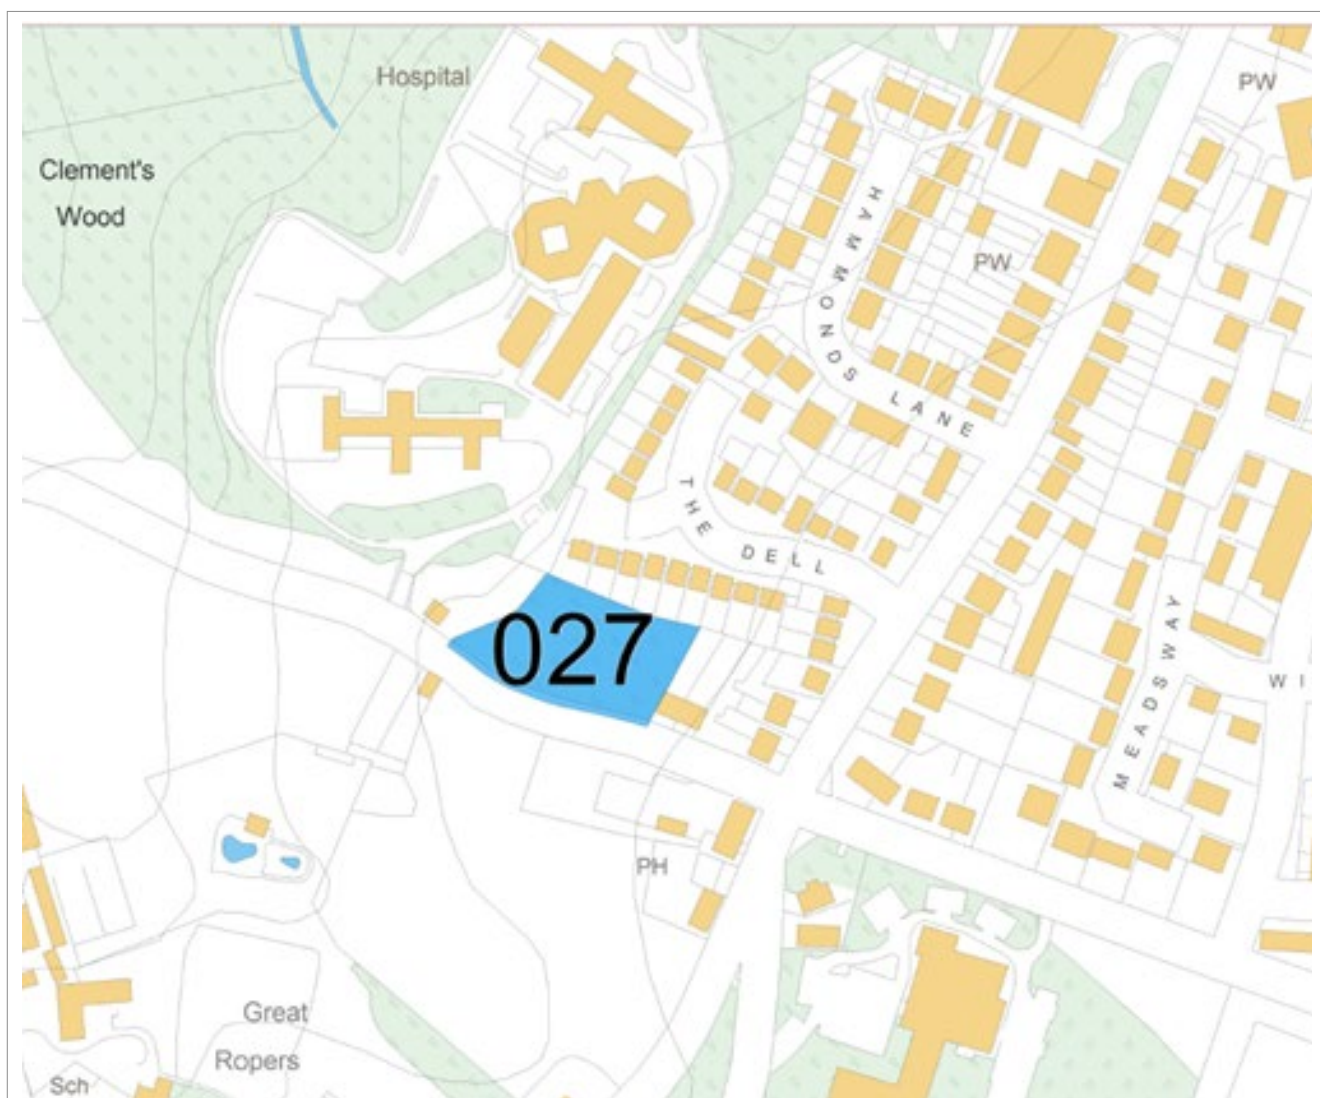 Hospital
PW
Clement's
Wood
HAMMONDS LANE
PW
THE DELL
027
MEADSWAY
WI
PH
Great
Ropers
Sch